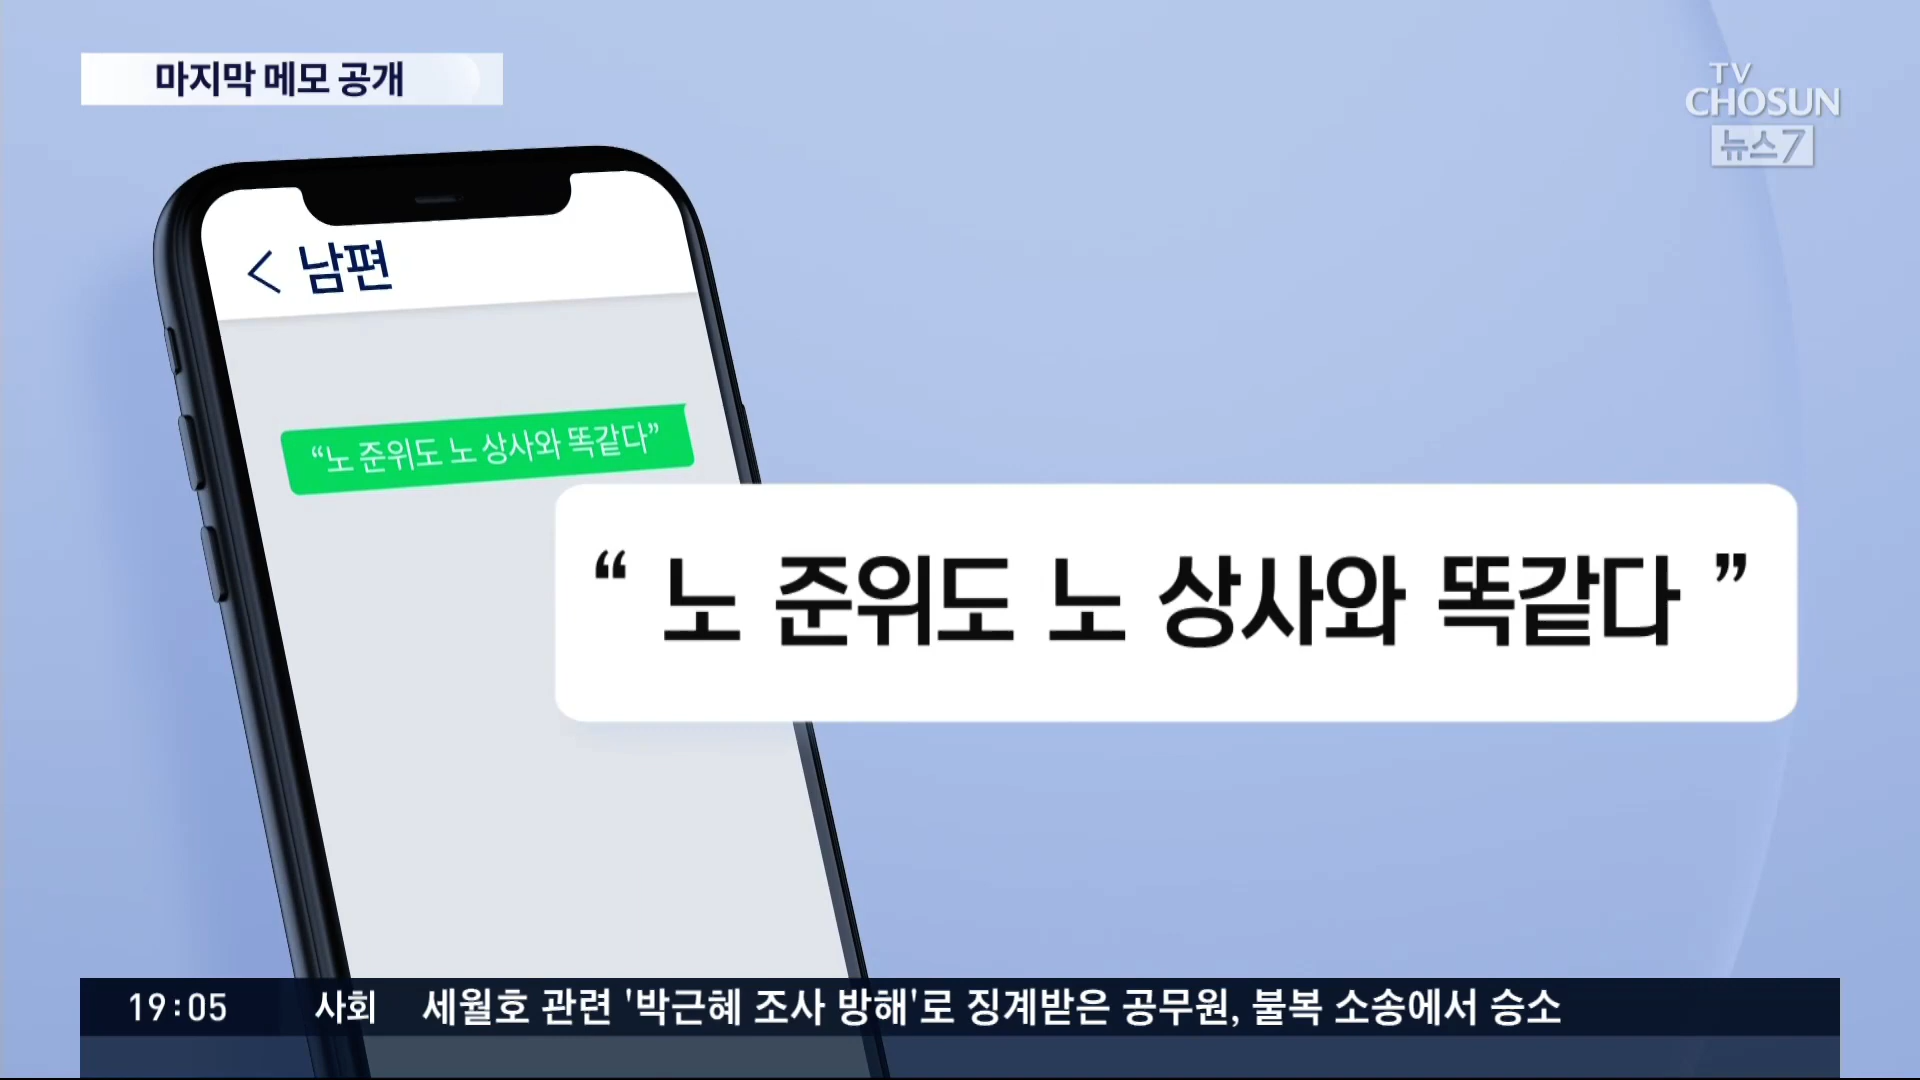 마지막 메모 공개
TV
CHOSUN
뉴스7
남편
“노 준위도 노 상사와 똑같다”
“ 노 준위도 노 상사와 똑같다 ”
19:05 사회 세월호 관련 '박근혜 조사 방해'로 징계받은 공무원, 불복 소송에서 승소